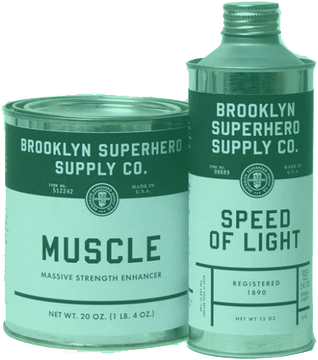 BROOKLYN SUPERHERO
SUPPLY CO.
ITEM NO.
512242
MADE IN
U.S.A.
MUSCLE
MASSIVE STRENGTH ENHANCER
NET WT. 20 OZ. (1 LB. 4 OZ.)
BROOKLYN
SUPERHERO
SUPPLY CO.
ITEM NO.
MADE IN
U.S.A.
SPEED
OF LIGHT
REGISTERED
1890
NET WT 12 OZ